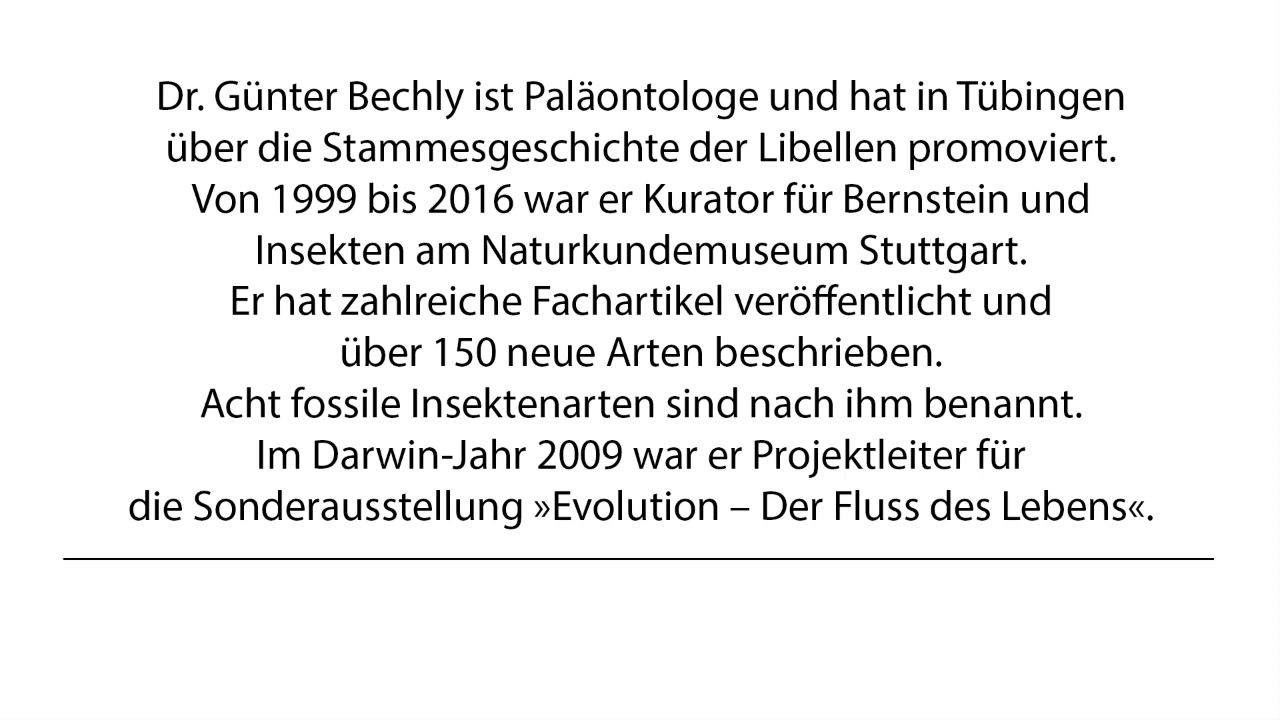 Dr. Günter Bechly ist Paläontologe und hat in Tübingen
über die Stammesgeschichte der Libellen promoviert.
Von 1999 bis 2016 war er Kurator für Bernstein und
Insekten am Naturkundemuseum Stuttgart.
Er hat zahlreiche Fachartikel veröffentlicht und
über 150 neue Arten beschrieben.
Acht fossile Insektenarten sind nach ihm benannt.
Im Darwin-Jahr 2009 war er Projektleiter für
die Sonderausstellung »Evolution – Der Fluss des Lebens«.